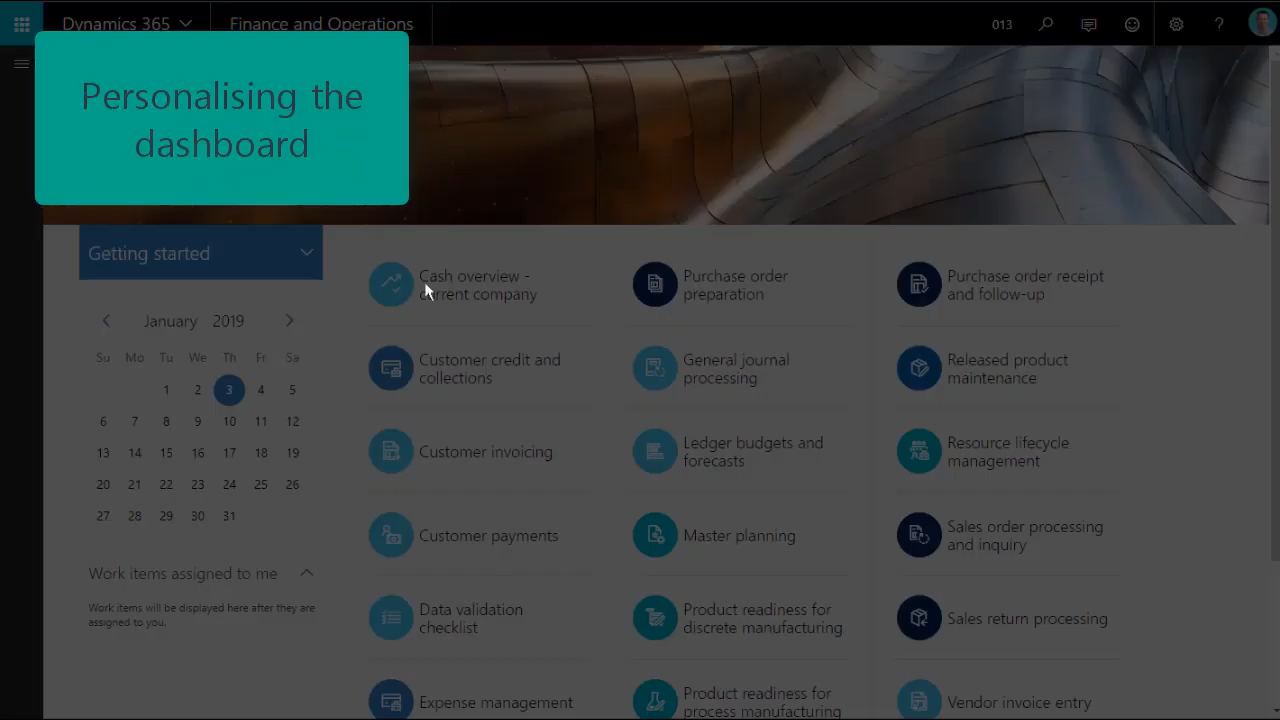 Dynamics 365
Finance and Operations
013
?
Personalising the
dashboard
Getting started
January 2019
Su Mo Tu We Th Fr Sa
1 2 3 4 5
6 7 8 9 10 11 12
13 14 15 16 17 18 19
20 21 22 23 24 25 26
27 28 29 30 31
Work items assigned to me
Work items will be displayed here after they are
assigned to you.
Cash overview -
current company
Customer credit and
collections
Customer invoicing
Customer payments
Data validation
checklist
Expense management
Purchase order
preparation
General journal
processing
Ledger budgets and
forecasts
Master planning
Product readiness for
discrete manufacturing
Product readiness for
process manufacturing
Purchase order receipt
and follow-up
Released product
maintenance
Resource lifecycle
management
Sales order processing
and inquiry
Sales return processing
Vendor invoice entry